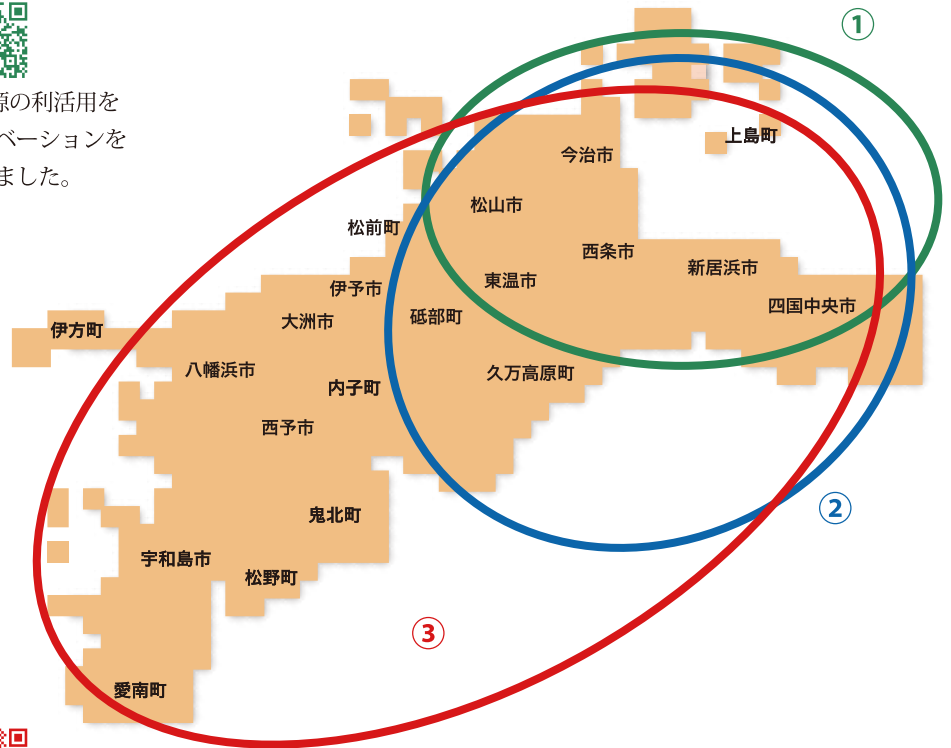 ①
源の利活用を
ベーションを
ました。
上島町
今治市
松山市
松前町
西条市
新居浜市
東温市
伊予市
四国中央市
砥部町
大洲市
伊方町
八幡浜市
久万高原町
内子町
西予市
②
鬼北町
宇和島市
松野町
③
愛南町